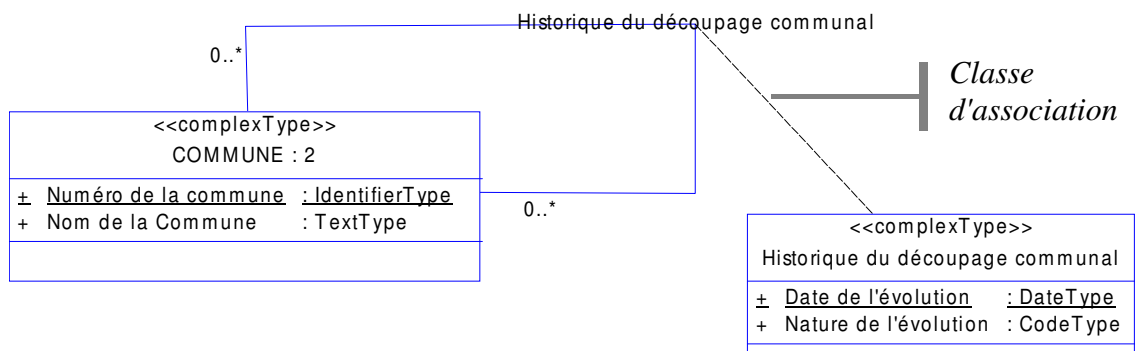 Historique du découpage communal
0..*
Classe
d'association
<<complexType>>
COMMUNE : 2
+ Numéro de la commune : IdentifierType
+ Nom de la Commune : TextType
0..*
<<complexType>>
Historique du découpage communal
+ Date de l'évolution : DateType
+ Nature de l'évolution : CodeType